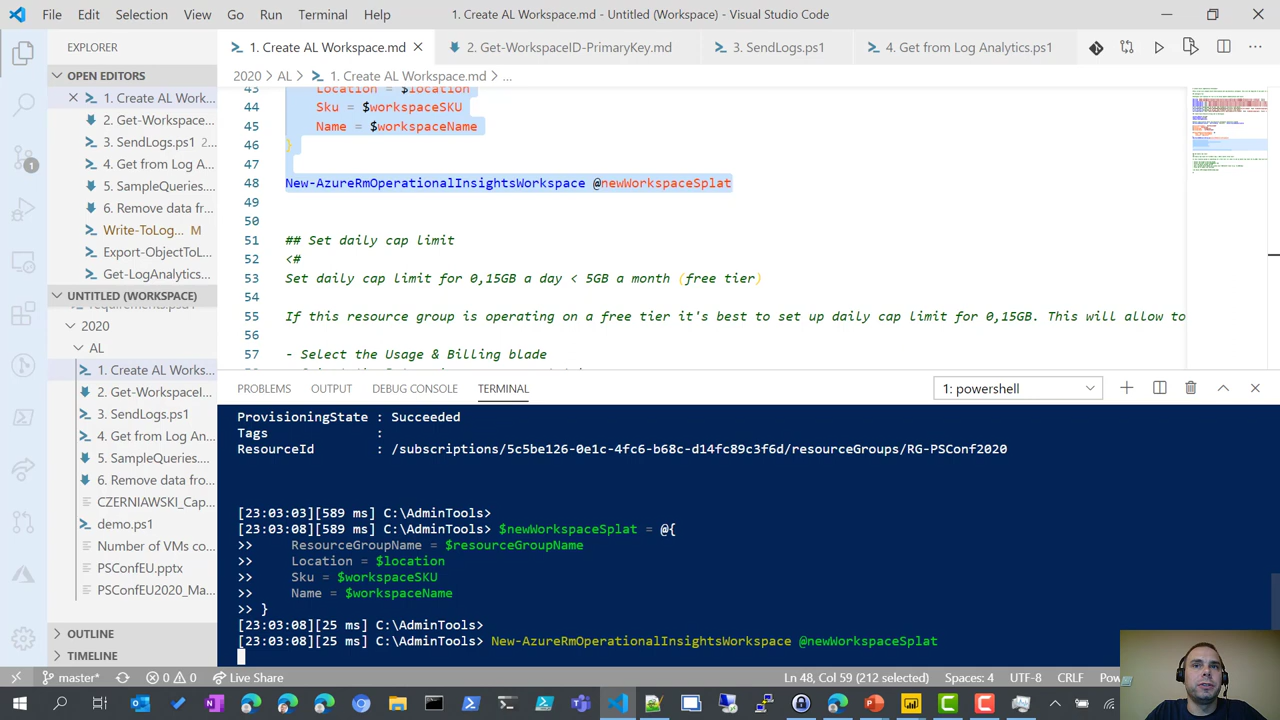 File Edit Selection View Go Run Terminal Help 1. Create AL Workspace.md - Untitled (Workspace) - Visual Studio Code
EXPLORER
1. Create AL Workspace.md
2. Get-WorkspaceID-PrimaryKey.md
3. SendLogs.ps1
4. Get from Log Analytics.ps1
OPEN EDITORS
1. Create AL Work...
2. Get-Workspace...
3. SendLogs.ps1 2...
4. Get from Log A...
5. SampleQueries...
6. Remove data fr...
Write-ToLog... M
Export-ObjectToL...
Get-LogAnalytics...
UNTITLED (WORKSPACE)
requirements.psd1
2020
AL
1. Create AL Works...
2. Get-WorkspaceI...
3. SendLogs.ps1
4. Get from Log An...
5. SampleQueries....
6. Remove data fro...
CZERNIAWSKI_Cap...
demo.ps1
Number of VMs co...
PSConfEU.pptx
PSConfEU2020_Ma...
OUTLINE
TIMELINE
1
2020 > AL > 1. Create AL Workspace.md > ...
43 Location = $location
44 Sku = $workspaceSKU
45 Name = $workspaceName
46 }
47
48 New-AzureRmOperationalInsightsWorkspace @newWorkspaceSplat
49
50
51 ## Set daily cap limit
52 <#
53 Set daily cap limit for 0,15GB a day < 5GB a month (free tier)
54
55 If this resource group is operating on a free tier it's best to set up daily cap limit for 0,15GB. This will allow to
56
57 - Select the Usage & Billing blade
PROBLEMS OUTPUT DEBUG CONSOLE TERMINAL 1: powershell
ProvisioningState : Succeeded
Tags :
ResourceId : /subscriptions/5c5be126-0e1c-4fc6-b68c-d14fc89c3f6d/resourceGroups/RG-PSConf2020
[23:03:03][589 ms] C:\AdminTools>
[23:03:08][589 ms] C:\AdminTools> $newWorkspaceSplat = @{
>> ResourceGroupName = $resourceGroupName
>> Location = $location
>> Sku = $workspaceSKU
>> Name = $workspaceName
>> }
[23:03:08][25 ms] C:\AdminTools>
[23:03:08][25 ms] C:\AdminTools> New-AzureRmOperationalInsightsWorkspace @newWorkspaceSplat
master* 0 0 Live Share Ln 48, Col 59 (212 selected) Spaces: 4 UTF-8 CRLF